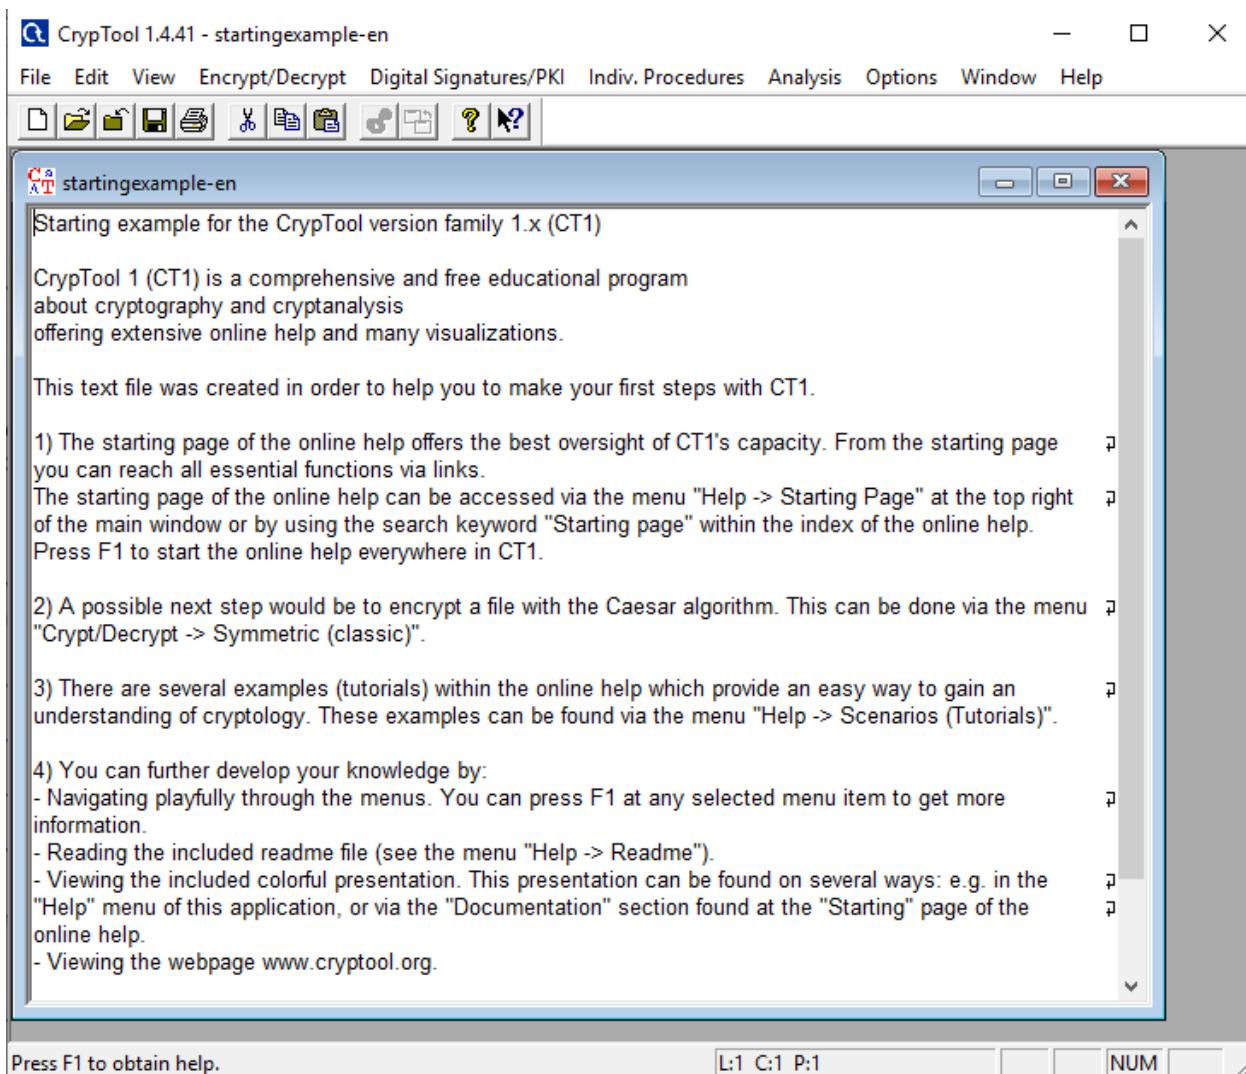 CrypTool 1.4.41 - startingexample-en
File Edit View Encrypt/Decrypt Digital Signatures/PKI Indiv. Procedures Analysis Options Window Help
startingexample-en
Starting example for the CrypTool version family 1.x (CT1)
CrypTool 1 (CT1) is a comprehensive and free educational program
about cryptography and cryptanalysis
offering extensive online help and many visualizations.
This text file was created in order to help you to make your first steps with CT1.
1) The starting page of the online help offers the best oversight of CT1's capacity. From the starting page
you can reach all essential functions via links.
The starting page of the online help can be accessed via the menu "Help -> Starting Page" at the top right
of the main window or by using the search keyword "Starting page" within the index of the online help.
Press F1 to start the online help everywhere in CT1.
2) A possible next step would be to encrypt a file with the Caesar algorithm. This can be done via the menu
"Crypt/Decrypt -> Symmetric (classic)".
3) There are several examples (tutorials) within the online help which provide an easy way to gain an
understanding of cryptology. These examples can be found via the menu "Help -> Scenarios (Tutorials)".
4) You can further develop your knowledge by:
- Navigating playfully through the menus. You can press F1 at any selected menu item to get more
information.
- Reading the included readme file (see the menu "Help -> Readme").
- Viewing the included colorful presentation. This presentation can be found on several ways: e.g. in the
"Help" menu of this application, or via the "Documentation" section found at the "Starting" page of the
online help.
- Viewing the webpage www.cryptool.org.
Press F1 to obtain help. L:1 C:1 P:1 NUM